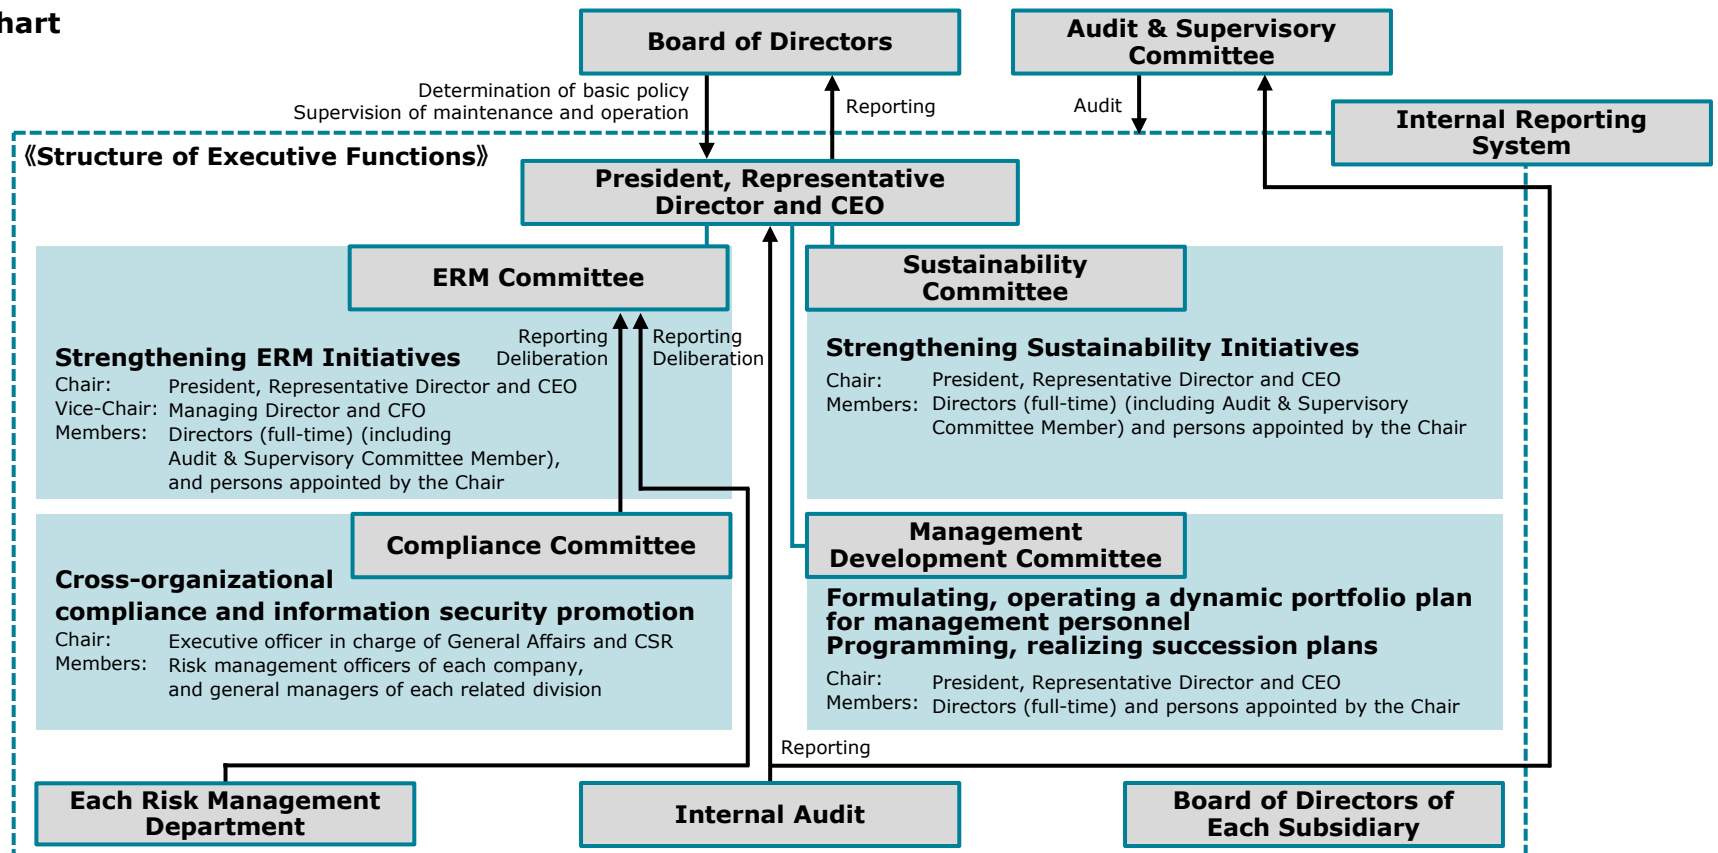 hart
Board of Directors
Audit & Supervisory
Committee
Determination of basic policy
Supervision of maintenance and operation
Reporting
Audit
Internal Reporting
System
《Structure of Executive Functions》
President, Representative
Director and CEO
ERM Committee
Reporting
Deliberation
Reporting
Deliberation
Strengthening ERM Initiatives
Chair: President, Representative Director and CEO
Vice-Chair: Managing Director and CFO
Members: Directors (full-time) (including
Audit & Supervisory Committee Member),
and persons appointed by the Chair
Sustainability
Committee
Strengthening Sustainability Initiatives
Chair: President, Representative Director and CEO
Members: Directors (full-time) (including Audit & Supervisory
Committee Member) and persons appointed by the Chair
Compliance Committee
Cross-organizational
compliance and information security promotion
Chair: Executive officer in charge of General Affairs and CSR
Members: Risk management officers of each company,
and general managers of each related division
Management
Development Committee
Formulating, operating a dynamic portfolio plan
for management personnel
Programming, realizing succession plans
Chair: President, Representative Director and CEO
Members: Directors (full-time) and persons appointed by the Chair
Reporting
Each Risk Management
Department
Internal Audit
Board of Directors of
Each Subsidiary